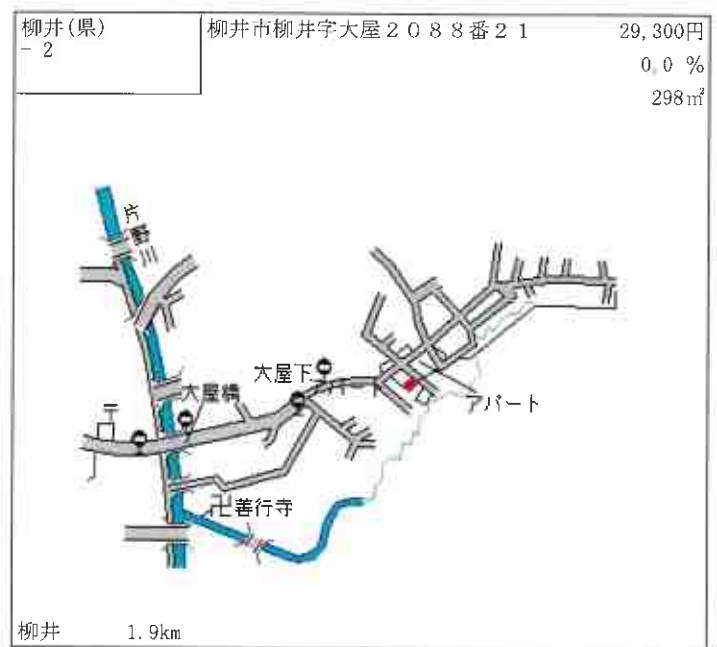 柳井(県)
- 2
柳井市柳井字大屋2088番21
29,300円
0.0 %
298㎡
片野川
大屋下
大屋橋
〒
アパート
卍善行寺
柳井 1.9km